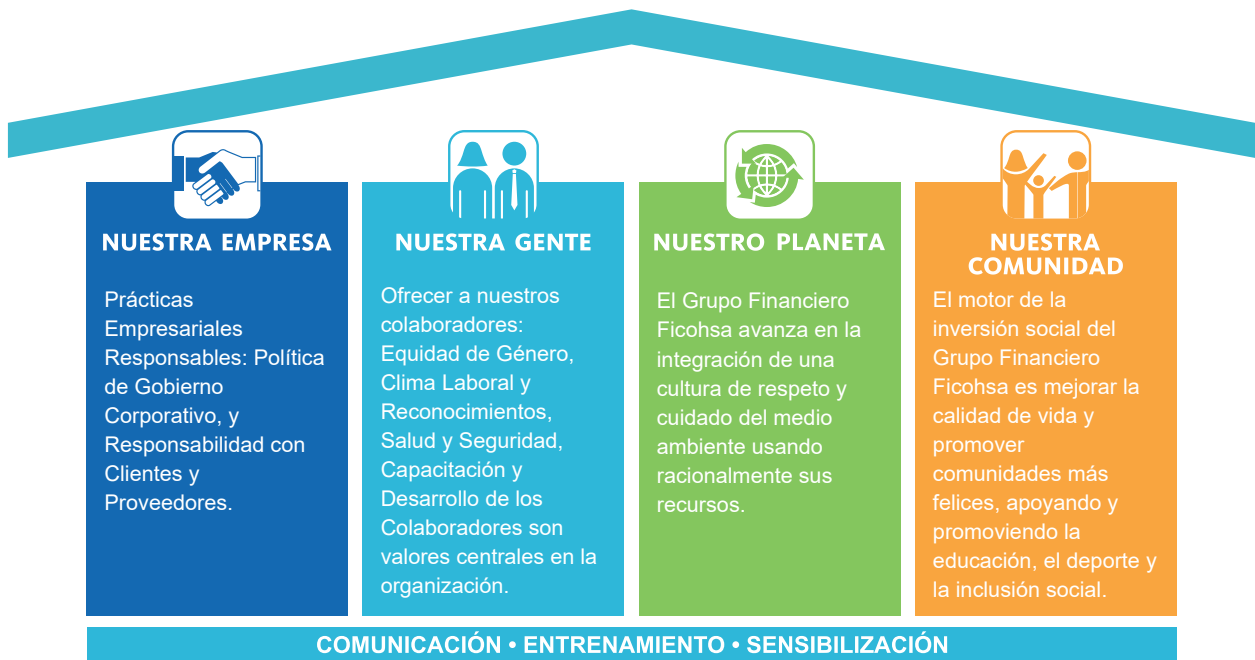 NUESTRA EMPRESA
Prácticas
Empresariales
Responsables: Política
de Gobierno
Corporativo, y
Responsabilidad con
Clientes y
Proveedores.
NUESTRA GENTE
Ofrecer a nuestros
colaboradores:
Equidad de Género,
Clima Laboral y
Reconocimientos,
Salud y Seguridad,
Capacitación y
Desarrollo de los
Colaboradores son
valores centrales en la
organización.
NUESTRO PLANETA
El Grupo Financiero
Ficohsa avanza en la
integración de una
cultura de respeto y
cuidado del medio
ambiente usando
racionalmente sus
recursos.
NUESTRA
COMUNIDAD
El motor de la
inversión social del
Grupo Financiero
Ficohsa es mejorar la
calidad de vida y
promover
comunidades más
felices, apoyando y
promoviendo la
educación, el deporte y
la inclusión social.
COMUNICACIÓN • ENTRENAMIENTO • SENSIBILIZACIÓN